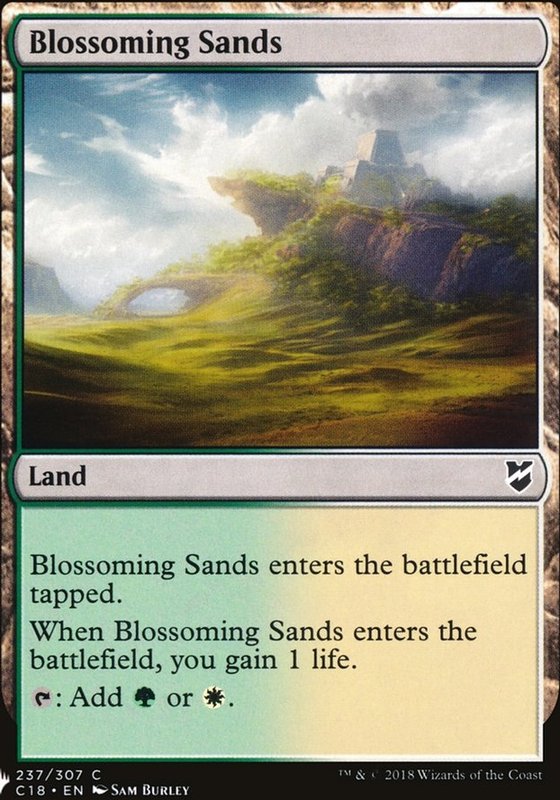 Blossoming Sands
Land
Blossoming Sands enters the battlefield
tapped.
When Blossoming Sands enters the
battlefield, you gain 1 life.
: Add or .
237/307 C
C18 • EN SAM BURLEY
™ & © 2018 Wizards of the Coast